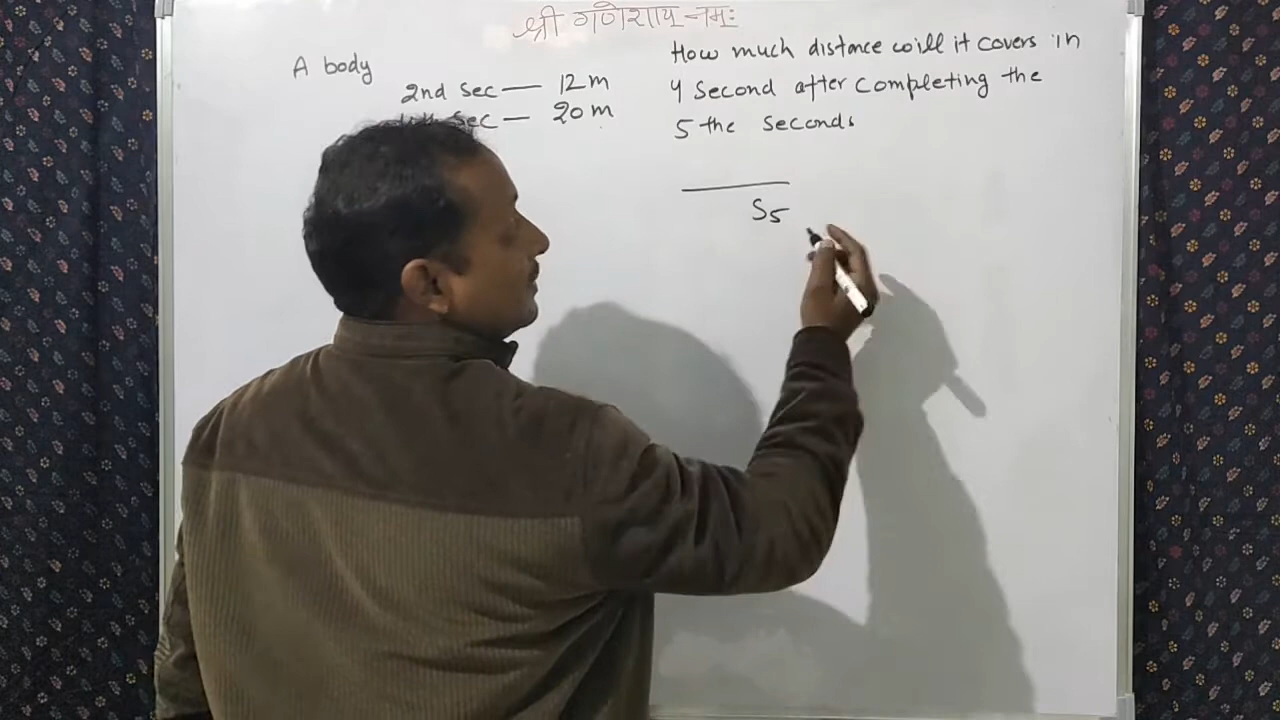 श्री गणेशाय नमः
A body
2nd Sec — 12m
Sec — 20m
How much distance will it covers in
4 Second after completing the
5 the seconds
S5